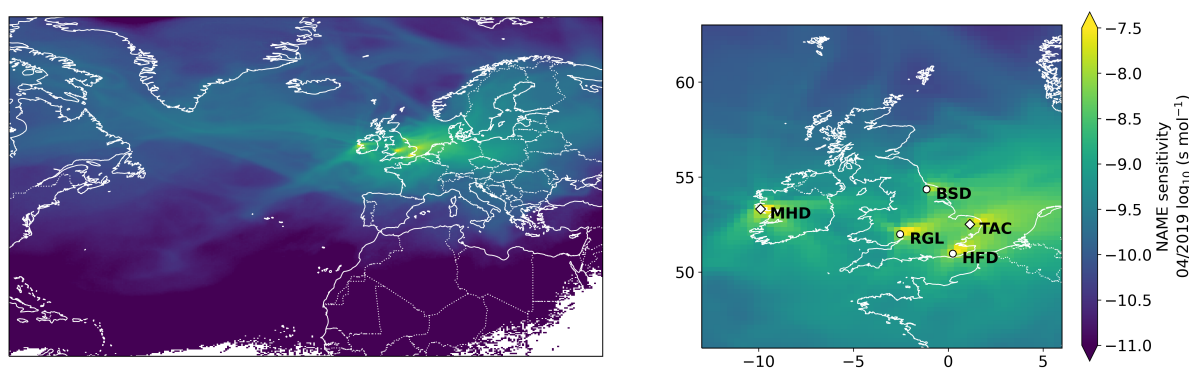 60
55
50
−10
−5
0
5
MHD
BSD
RGL
TAC
HFD
−7.5
−8.0
−8.5
−9.0
−9.5
−10.0
−10.5
−11.0
NAME sensitivity
04/2019 log₁₀ (s mol⁻¹)